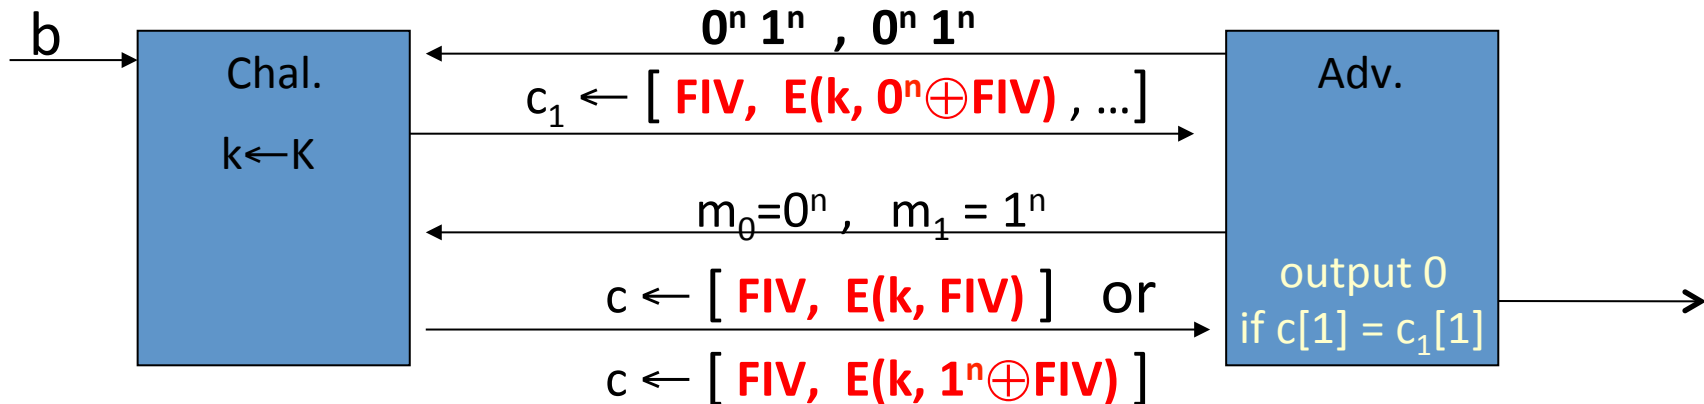 b
Chal.
k←K
0ⁿ 1ⁿ , 0ⁿ 1ⁿ
c₁ ← [ FIV, E(k, 0ⁿ⊕FIV) , …]
m₀=0ⁿ , m₁ = 1ⁿ
c ← [ FIV, E(k, FIV) ] or
c ← [ FIV, E(k, 1ⁿ⊕FIV) ]
Adv.
output 0
if c[1] = c₁[1]